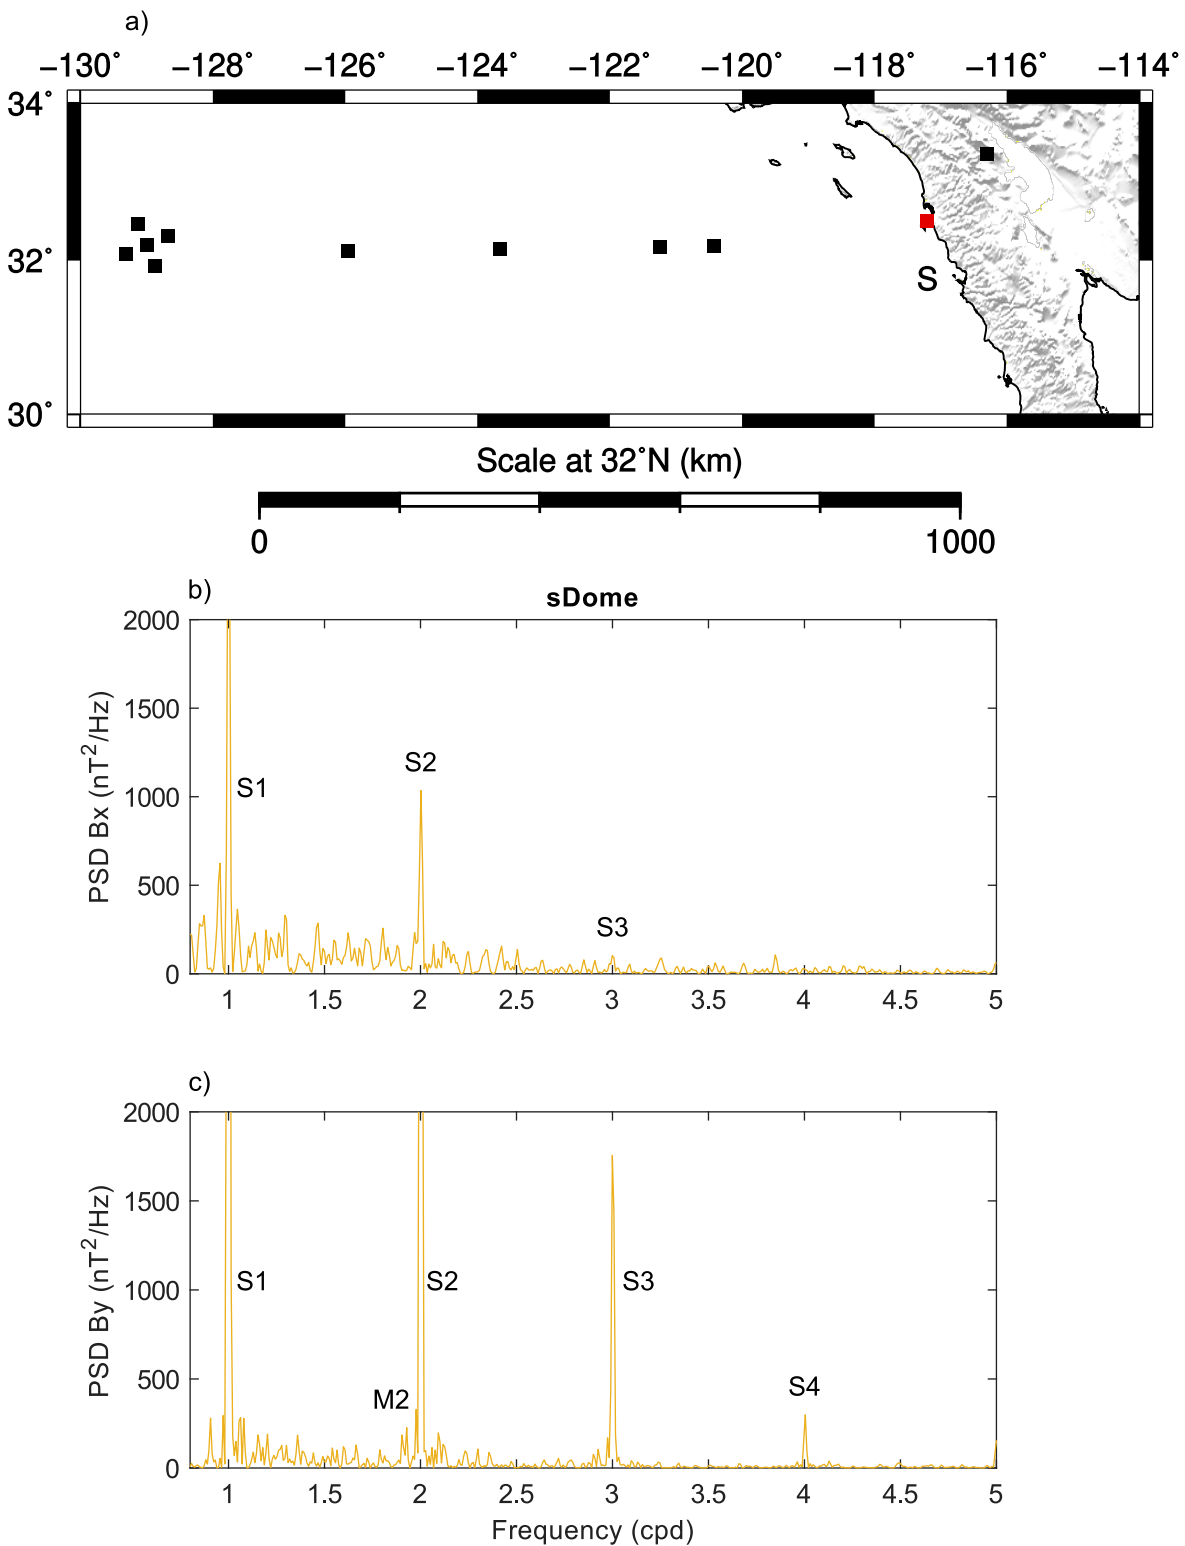 a)
−130˚ −128˚ −126˚ −124˚ −122˚ −120˚ −118˚ −116˚ −114˚
34˚
32˚
30˚
S
Scale at 32˚N (km)
0 1000
b)
sDome
2000
1500
1000
500
0
PSD Bx (nT²/Hz)
S1
S2
S3
1 1.5 2 2.5 3 3.5 4 4.5 5
c)
2000
1500
1000
500
0
PSD By (nT²/Hz)
S1
S2
S3
M2
S4
1 1.5 2 2.5 3 3.5 4 4.5 5
Frequency (cpd)